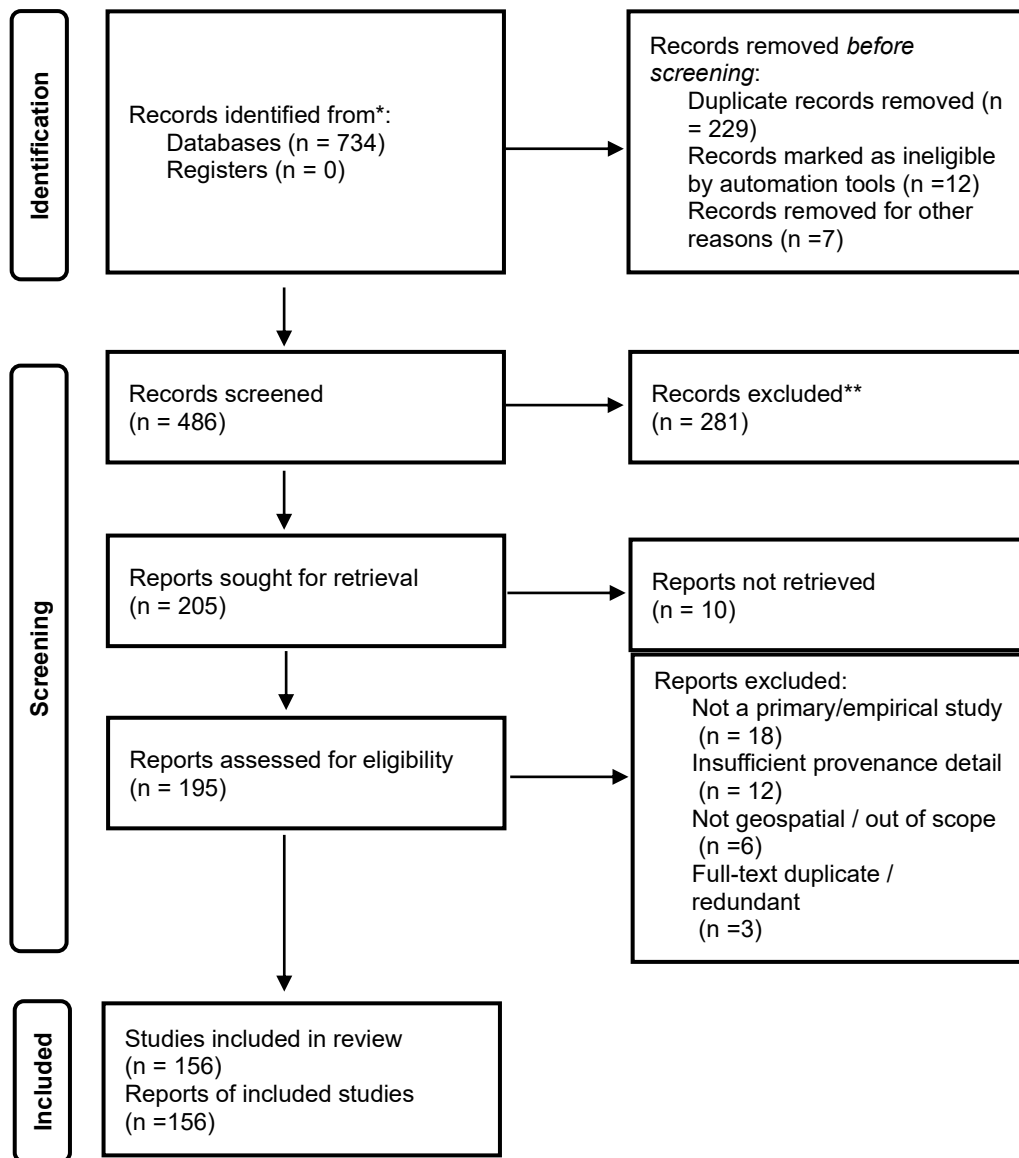 Identification
Records identified from*:
Databases (n = 734)
Registers (n = 0)
Records removed before
screening:
Duplicate records removed (n
= 229)
Records marked as ineligible
by automation tools (n =12)
Records removed for other
reasons (n =7)
Screening
Records screened
(n = 486)
Records excluded**
(n = 281)
Reports sought for retrieval
(n = 205)
Reports not retrieved
(n = 10)
Reports assessed for eligibility
(n = 195)
Reports excluded:
Not a primary/empirical study
(n = 18)
Insufficient provenance detail
(n = 12)
Not geospatial / out of scope
(n =6)
Full-text duplicate /
redundant
(n =3)
Included
Studies included in review
(n = 156)
Reports of included studies
(n =156)